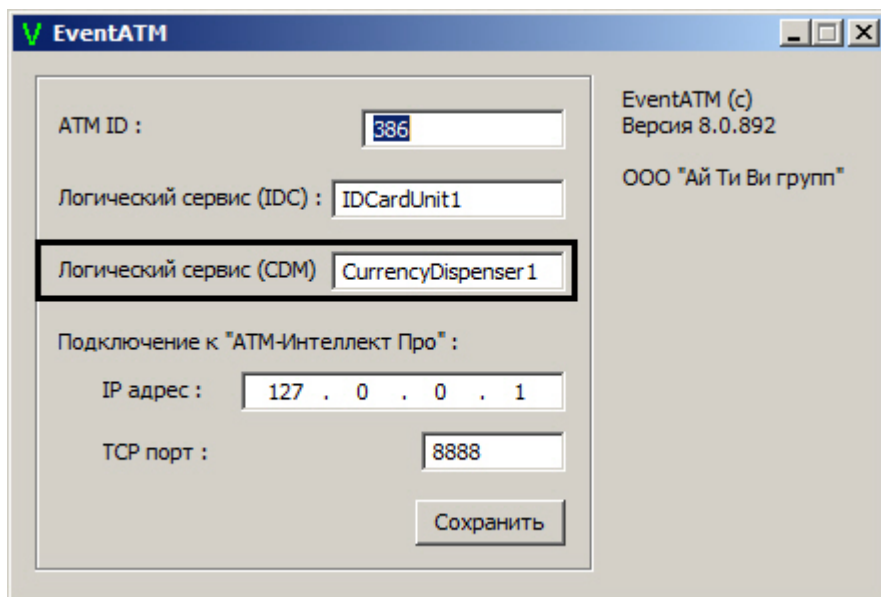 EventATM
ATM ID : 386
Логический сервис (IDC) : IDCardUnit1
Логический сервис (CDM) CurrencyDispenser1
Подключение к "АТМ-Интеллект Про" :
IP адрес : 127 . 0 . 0 . 1
TCP порт : 8888
Сохранить
EventATM (c)
Версия 8.0.892
ООО "Ай Ти Ви групп"